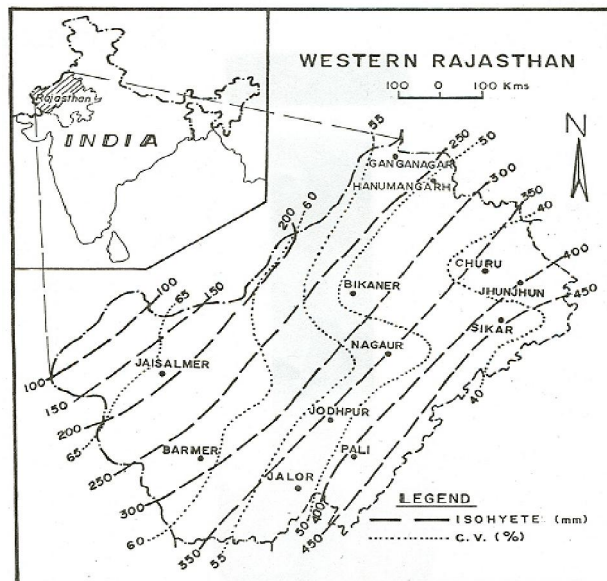 WESTERN RAJASTHAN
100 0 100 Kms
N
Rajasthan
INDIA
55
250
50
GANGANAGAR
HANUMANGARH
300
350
40
200
60
CHURU
400
JHUNJHUN
450
65
100
150
BIKANER
SIKAR
NAGAUR
JAISALMER
100
150
200
40
JODHPUR
65
BARMER
PALI
250
JALOR
LEGEND
300
50
400
ISOHYETE (mm)
60
350
55
450
C.V. (%)